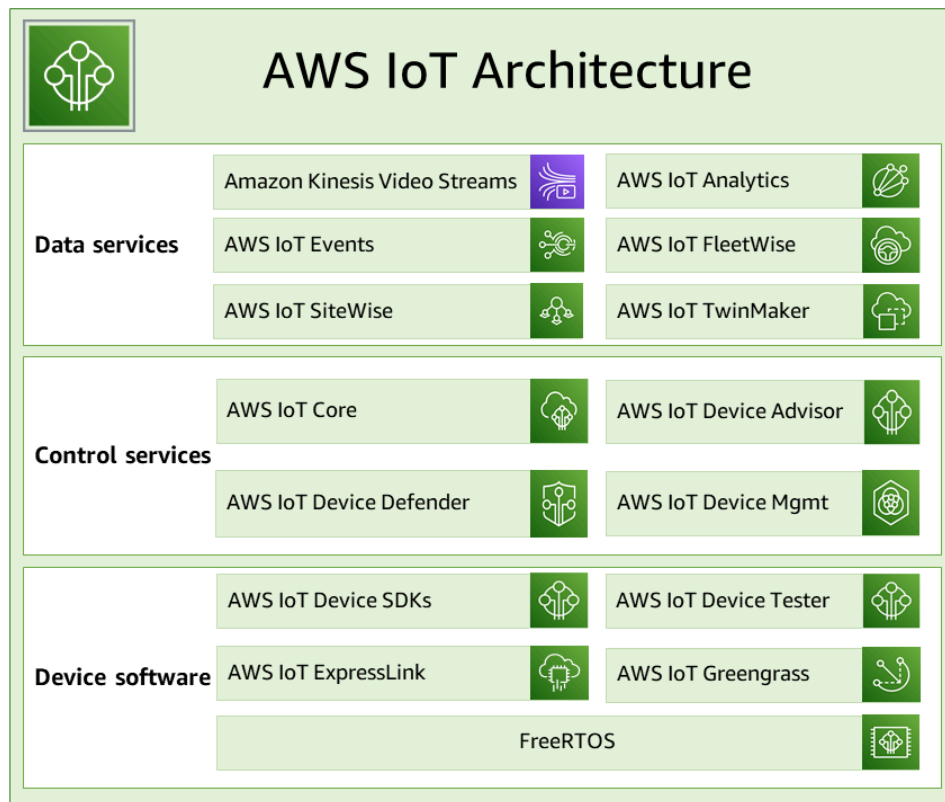 AWS IoT Architecture
Data services
Amazon Kinesis Video Streams
AWS IoT Analytics
AWS IoT Events
AWS IoT FleetWise
AWS IoT SiteWise
AWS IoT TwinMaker
Control services
AWS IoT Core
AWS IoT Device Advisor
AWS IoT Device Defender
AWS IoT Device Mgmt
Device software
AWS IoT Device SDKs
AWS IoT Device Tester
AWS IoT ExpressLink
AWS IoT Greengrass
FreeRTOS